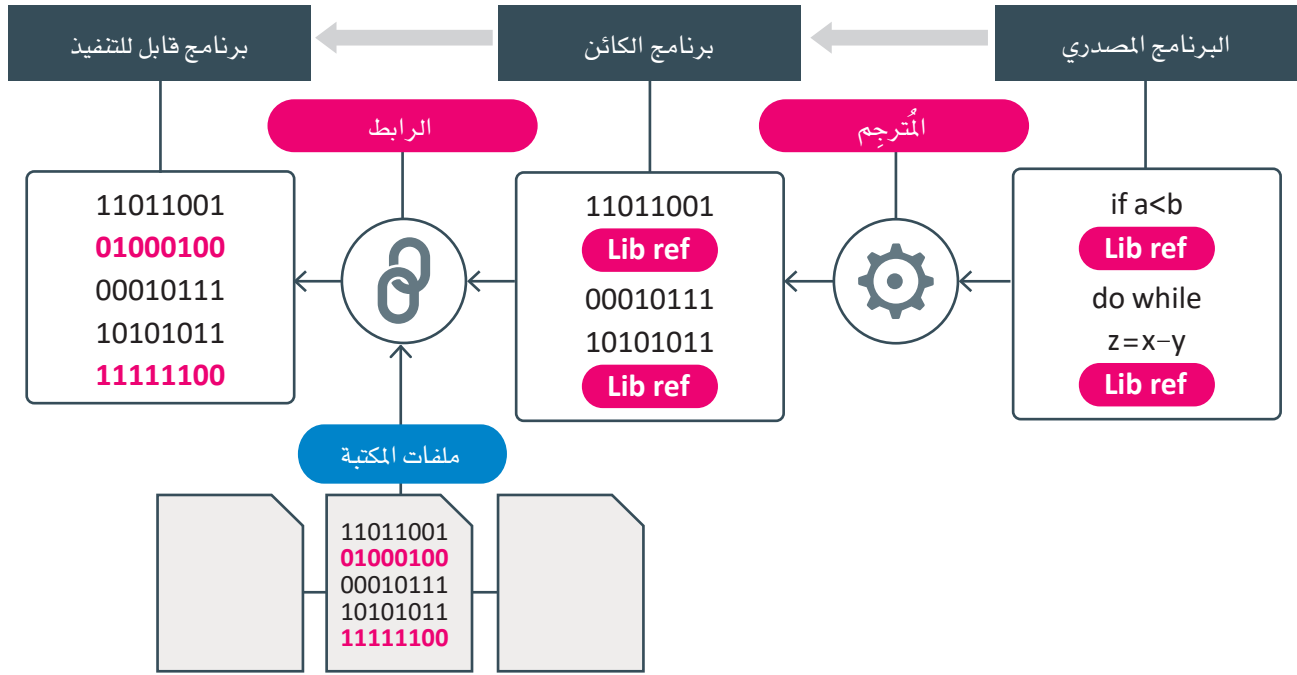 البرنامج المصدري
برنامج الكائن
برنامج قابل للتنفيذ
المُترجِم
الرابط
if a<b
Lib ref
do while
z=x−y
Lib ref
11011001
Lib ref
00010111
10101011
Lib ref
11011001
01000100
00010111
10101011
11111100
ملفات المكتبة
11011001
01000100
00010111
10101011
11111100